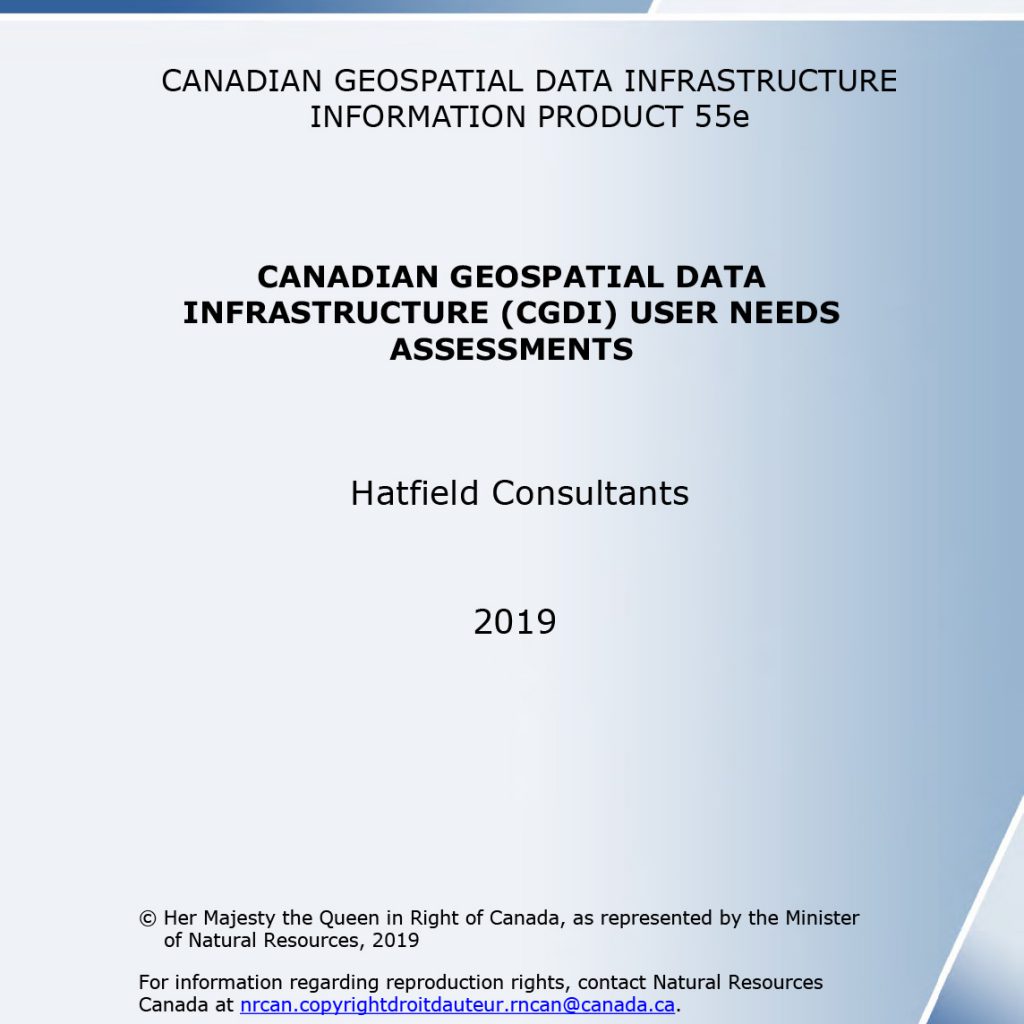 CANADIAN GEOSPATIAL DATA INFRASTRUCTURE
INFORMATION PRODUCT 55e
CANADIAN GEOSPATIAL DATA
INFRASTRUCTURE (CGDI) USER NEEDS
ASSESSMENTS
Hatfield Consultants
2019
© Her Majesty the Queen in Right of Canada, as represented by the Minister
of Natural Resources, 2019
For information regarding reproduction rights, contact Natural Resources
Canada at nrcan.copyrightdroitdauteur.rncan@canada.ca.